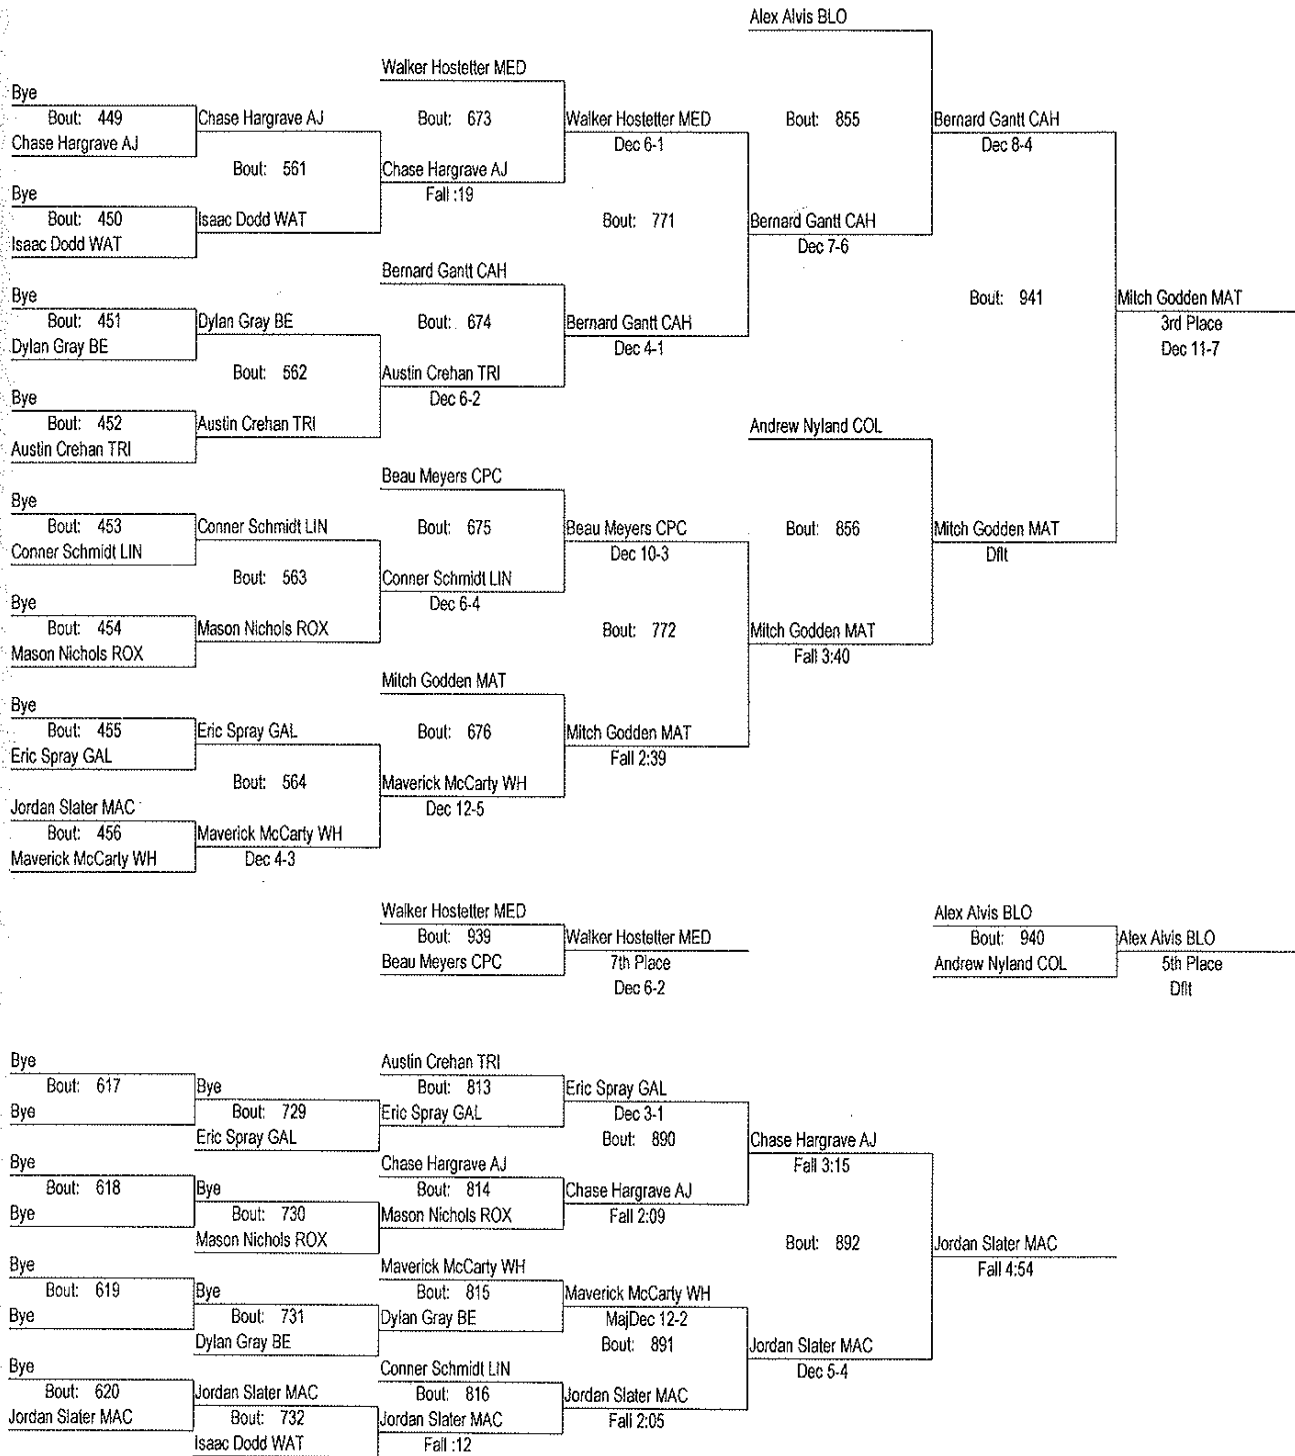 Alex Alvis BLO
Walker Hostetter MED
Bye
Bout: 449
Chase Hargrave AJ
Chase Hargrave AJ
Bout: 673
Walker Hostetter MED
Dec 6-1
Bout: 855
Bernard Gantt CAH
Dec 8-4
Bout: 561
Chase Hargrave AJ
Fall :19
Bye
Bout: 450
Isaac Dodd WAT
Isaac Dodd WAT
Bout: 771
Bernard Gantt CAH
Dec 7-6
Bernard Gantt CAH
Bye
Bout: 451
Dylan Gray BE
Dylan Gray BE
Bout: 674
Bernard Gantt CAH
Dec 4-1
Bout: 941
Mitch Godden MAT
3rd Place
Dec 11-7
Bout: 562
Austin Crehan TRI
Dec 6-2
Bye
Bout: 452
Austin Crehan TRI
Austin Crehan TRI
Andrew Nyland COL
Beau Meyers CPC
Bye
Bout: 453
Conner Schmidt LIN
Conner Schmidt LIN
Bout: 675
Beau Meyers CPC
Dec 10-3
Bout: 856
Mitch Godden MAT
Dflt
Bout: 563
Conner Schmidt LIN
Dec 6-4
Bye
Bout: 454
Mason Nichols ROX
Mason Nichols ROX
Bout: 772
Mitch Godden MAT
Fall 3:40
Mitch Godden MAT
Bye
Bout: 455
Eric Spray GAL
Eric Spray GAL
Bout: 676
Mitch Godden MAT
Fall 2:39
Bout: 564
Maverick McCarty WH
Dec 12-5
Jordan Slater MAC
Bout: 456
Maverick McCarty WH
Maverick McCarty WH
Dec 4-3
Walker Hostetter MED
Bout: 939
Beau Meyers CPC
Walker Hostetter MED
7th Place
Dec 6-2
Alex Alvis BLO
Bout: 940
Andrew Nyland COL
Alex Alvis BLO
5th Place
Dflt
Bye
Bout: 617
Bye
Bye
Bout: 729
Eric Spray GAL
Austin Crehan TRI
Bout: 813
Eric Spray GAL
Eric Spray GAL
Dec 3-1
Bout: 890
Chase Hargrave AJ
Fall 3:15
Bye
Bout: 618
Bye
Bye
Bout: 730
Mason Nichols ROX
Chase Hargrave AJ
Bout: 814
Mason Nichols ROX
Chase Hargrave AJ
Fall 2:09
Bout: 892
Jordan Slater MAC
Fall 4:54
Bye
Bout: 619
Bye
Bye
Bout: 731
Dylan Gray BE
Maverick McCarty WH
Bout: 815
Dylan Gray BE
Maverick McCarty WH
MajDec 12-2
Bout: 891
Jordan Slater MAC
Dec 5-4
Bye
Bout: 620
Jordan Slater MAC
Jordan Slater MAC
Bout: 732
Isaac Dodd WAT
Conner Schmidt LIN
Bout: 816
Jordan Slater MAC
Fall :12
Jordan Slater MAC
Fall 2:05